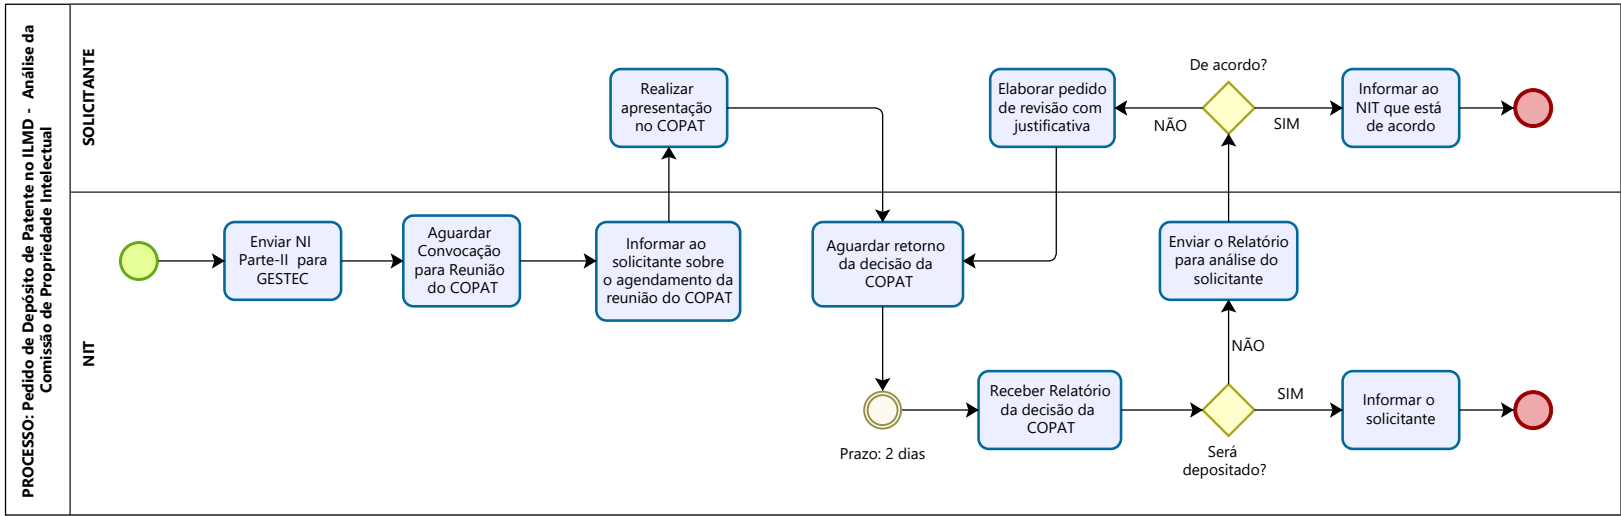 PROCESSO: Pedido de Depósito de Patente no ILMD - Análise da
Comissão de Propriedade Intelectual
SOLICITANTE
Realizar
apresentação
no COPAT
Elaborar pedido
de revisão com
justificativa
De acordo?
NÃO
SIM
Informar ao
NIT que está
de acordo
NIT
Enviar NI
Parte-II para
GESTEC
Aguardar
Convocação
para Reunião
do COPAT
Informar ao
solicitante sobre
o agendamento da
reunião do COPAT
Aguardar retorno
da decisão da
COPAT
Enviar o Relatório
para análise do
solicitante
NÃO
Prazo: 2 dias
Receber Relatório
da decisão da
COPAT
Será
depositado?
SIM
Informar o
solicitante